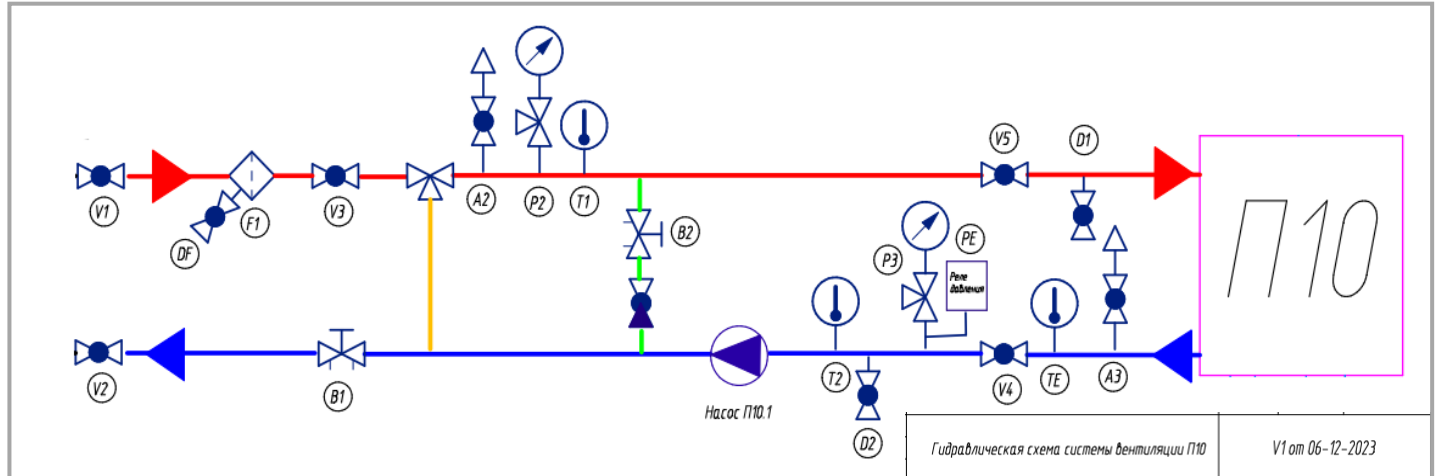 V1
DF
F1
V3
A2
P2
T1
B2
V5
D1
П10
P3
PE
Реле
давления
V2
B1
Насос П10.1
T2
D2
V4
TE
A3
Гидравлическая схема системы вентиляции П10
V1 от 06-12-2023